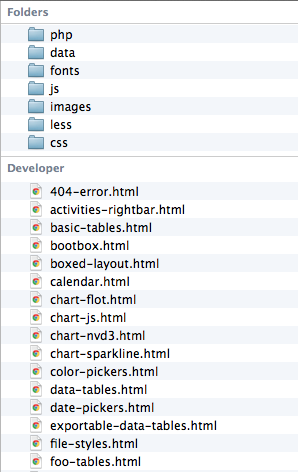 Folders
php
data
fonts
js
images
less
css
Developer
404-error.html
activities-rightbar.html
basic-tables.html
bootbox.html
boxed-layout.html
calendar.html
chart-flot.html
chart-js.html
chart-nvd3.html
chart-sparkline.html
color-pickers.html
data-tables.html
date-pickers.html
exportable-data-tables.html
file-styles.html
foo-tables.html